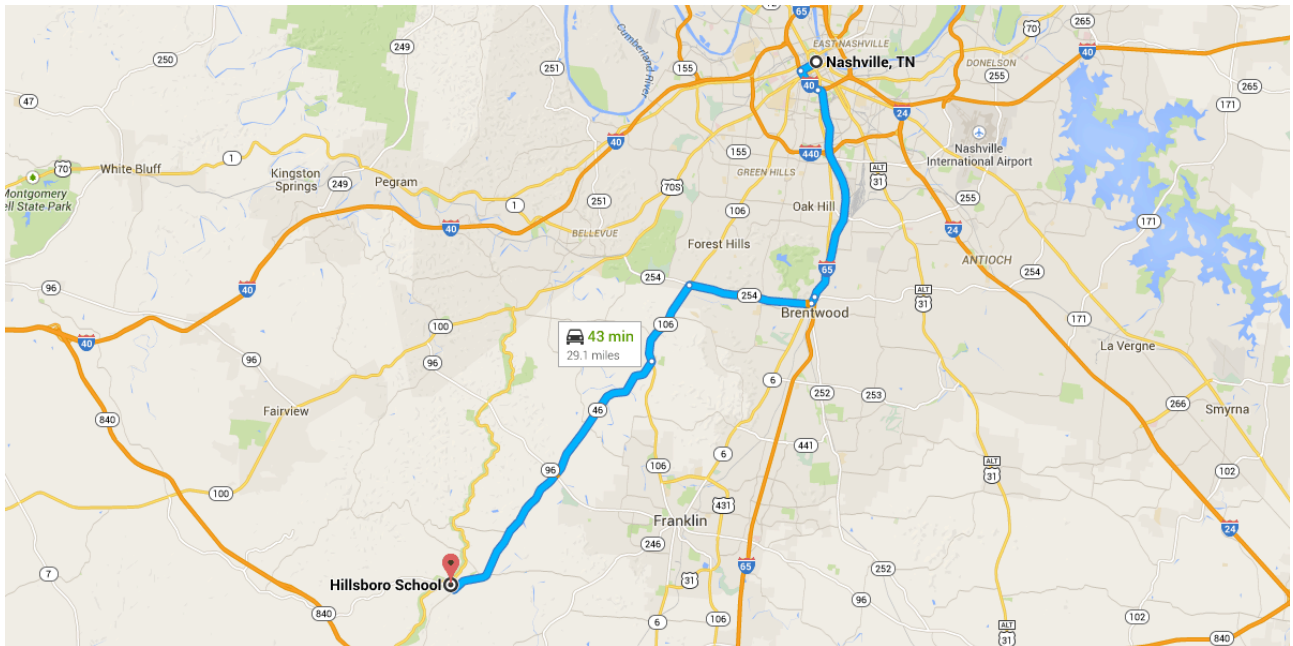 65
12
70
265
40
249
250
251
Cumberland River
155
EAST NASHVILLE
Nashville, TN
DONELSON
255
40
265
47
40
171
24
40
1
155
440
Nashville
International Airport
70
White Bluff
Kingston
Springs
249
Pegram
70S
GREEN HILLS
ALT
31
Montgomery
ell State Park
1
251
106
Oak Hill
255
171
40
BELLEVUE
Forest Hills
24
65
ANTIOCH
254
254
254
96
40
ALT
31
Brentwood
171
100
106
43 min
29.1 miles
40
96
La Vergne
6
252
253
266
Smyrna
Fairview
46
840
6
441
102
96
106
ALT
31
100
431
Franklin
24
246
7
65
252
Hillsboro School
31
96
840
ALT
31
6
106
840